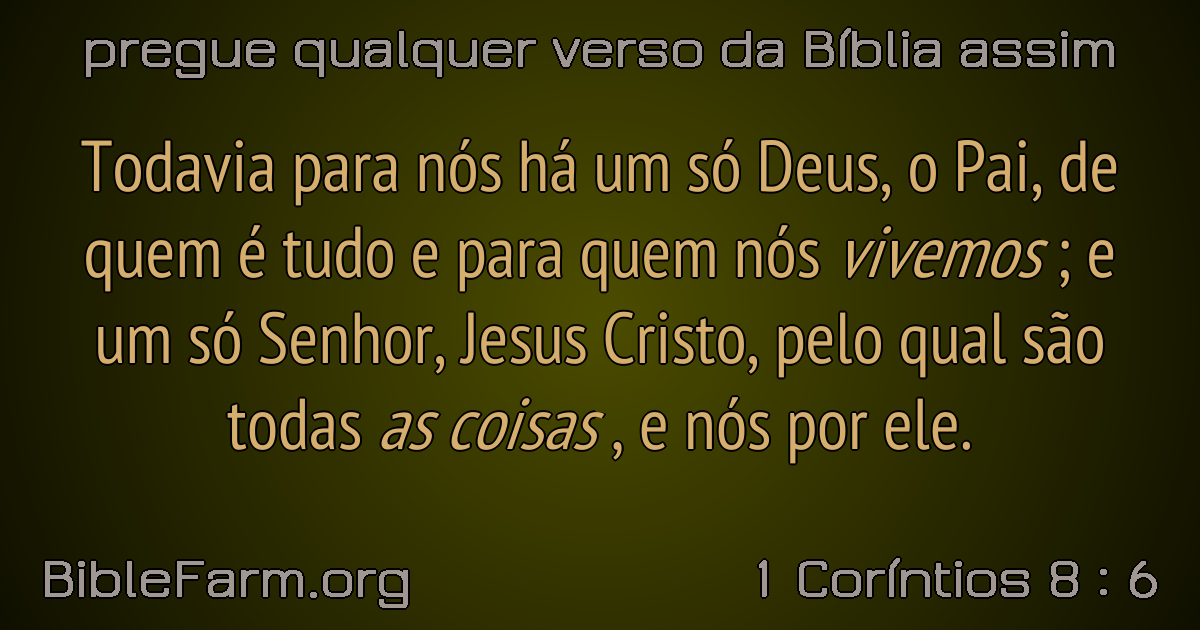 pregue qualquer verso da Bíblia assim
Todavia para nós há um só Deus, o Pai, de
quem é tudo e para quem nós vivemos ; e
um só Senhor, Jesus Cristo, pelo qual são
todas as coisas , e nós por ele.
BibleFarm.org
1 Coríntios 8 : 6